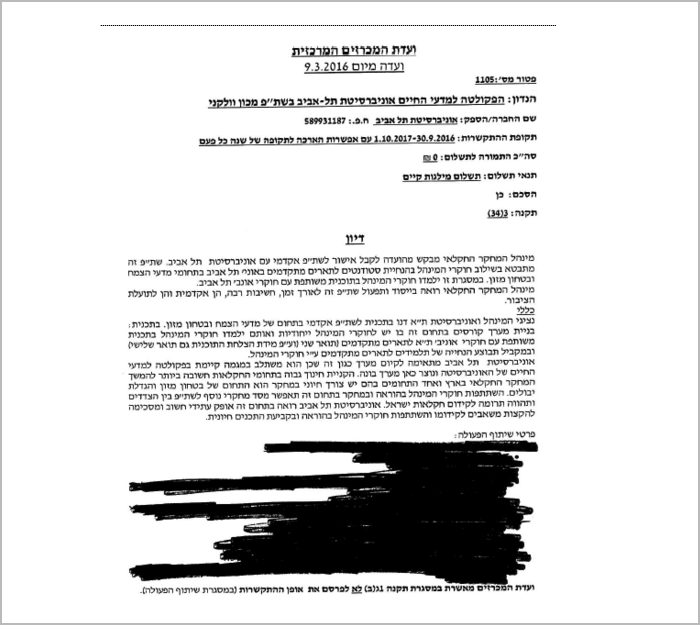 ועדת המכרזים המרכזית
ועדה מיום 9.3.2016
פטור מס':1105
הנדון: הפקולטה למדעי החיים אוניברסיטת תל-אביב בשת"פ מכון וולקני
שם החברה/הספק: אוניברסיטת תל אביב ח.פ.: 589931187
תקופת ההתקשרות: 1.10.2017-30.9.2016 עם אפשרות הארכה לתקופה של שנה כל פעם
סה"כ התמורה לתשלום: 0 ₪
תנאי תשלום: תשלום מילגות קיים
הסכם: כן
תקנה: 3(34)
דיון
מינהל המחקר החקלאי מבקש מהועדה לקבל אישור לשת"פ אקדמי עם אוניברסיטת תל אביב. שת"פ זה
מתבטא בשילוב חוקרי המינהל בהנחיית סטודנטים לתארים מתקדמים באוני' תל אביב בתחומי מדעי הצמח
ובטחון מזון. במסגרת זו ילמדו חוקרי המינהל בתוכנית משותפת עם חוקרי אונב' תל אביב.
מינהל המחקר החקלאי רואה בייסוד ותפעול שת"פ זה לאורך זמן, חשיבות רבה, הן אקדמית והן לתועלת
הציבור.
כללי
נציגי המינהל ואוניברסיטת ת"א דנו בתכנית לשת"פ אקדמי בתחום של מדעי הצמח ובטחון מזון. בתכנית:
בניית מערך קורסים בתחום זה בו יש לחוקרי המינהל ייחודיות ואותם ילמדו חוקרי המינהל בתכנית
משותפת עם חוקרי אוניבי ת"א לתארים מתקדמים (תואר שני (וע"פ מידת הצלחת התוכנית גם תואר שלישי)
ובמקביל תבוצע הנחייה של תלמידים לתארים מתקדמים ע"י חוקרי המינהל.
אוניברסיטת תל אביב מתאימה לקיום מערך כגון זה שכן הוא משתלב במגמה קיימת בפקולטה למדעי
החיים של האוניברסיטה ונוצר כאן מערך בונה. הקניית חינוך גבוה בתחומי החקלאות חשובה ביותר להמשך
המחקר החקלאי בארץ ואחד התחומים בהם יש צורך חיוני במחקר הוא התחום של בטחון מזון והגדלת
יבולים. השתתפות חוקרי המינהל בהוראה ובמחקר בתחום זה תאפשר מסד מחקרי נוסף לשת"פ בין הצדדים
ותהווה תרומה לקידום חקלאות ישראל. אוניברסיטת תל אביב רואה בתחום זה אופק עתידי חשוב ומסכימה
להקצות משאבים לקידומו והשתתפות חוקרי המינהל בהוראה ובקביעת התכנים חיונית.
פרטי שיתוף הפעולה:
ועדת המכרזים מאשרת במסגרת תקנה 1ג(ב) לא לפרסם את אופן ההתקשרות (במסגרת שיתוף הפעולה).